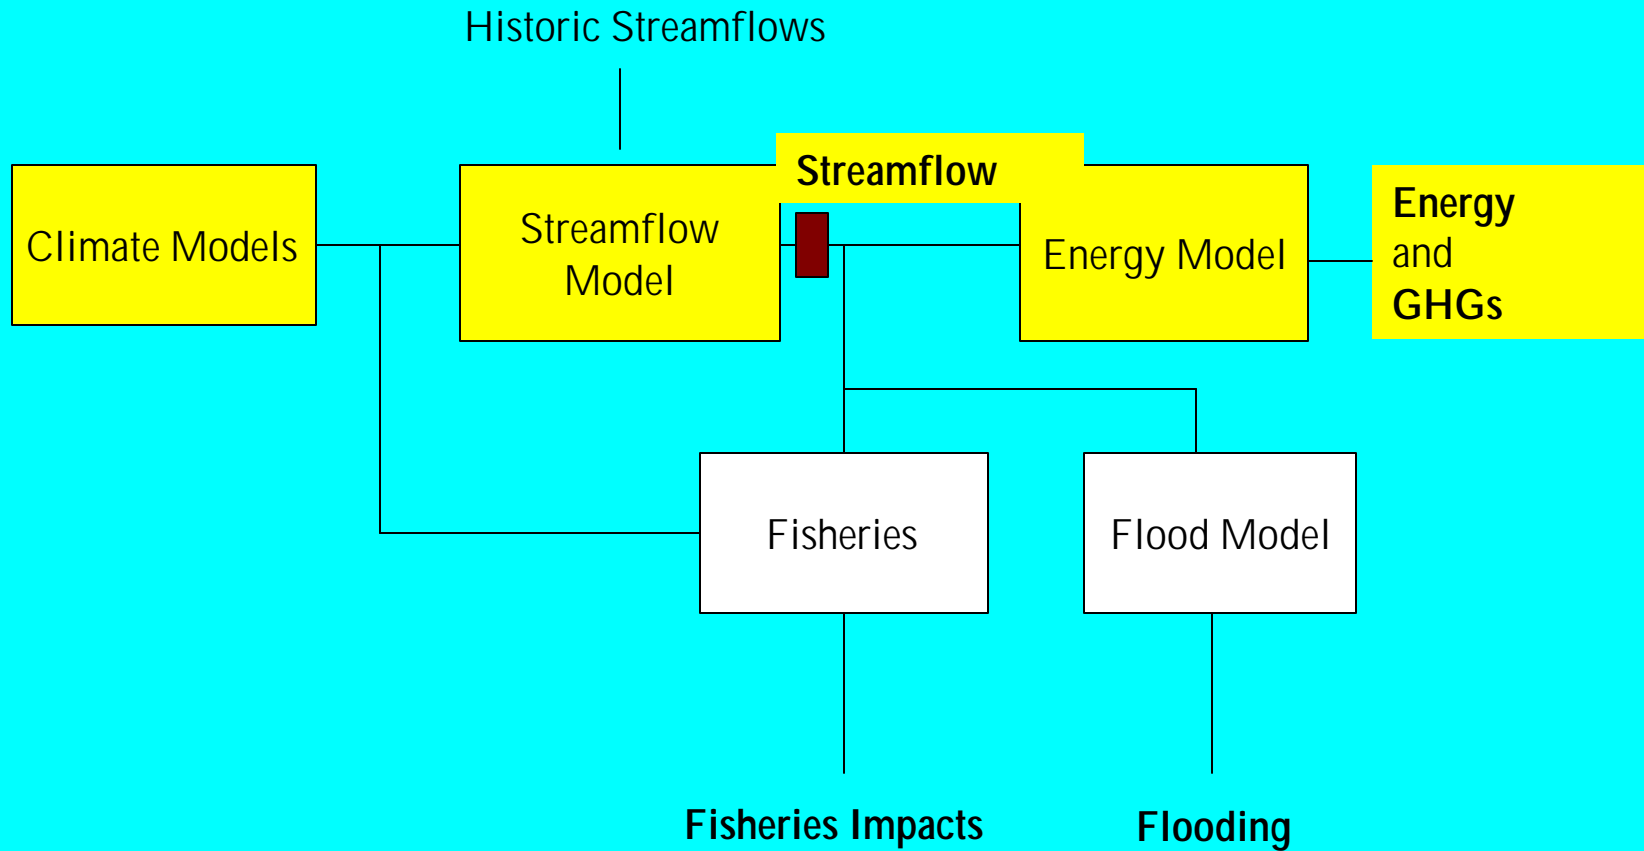 Historic Streamflows
Climate Models
Streamflow
Model
Streamflow
Energy Model
Energy
and
GHGs
Fisheries
Flood Model
Fisheries Impacts
Flooding